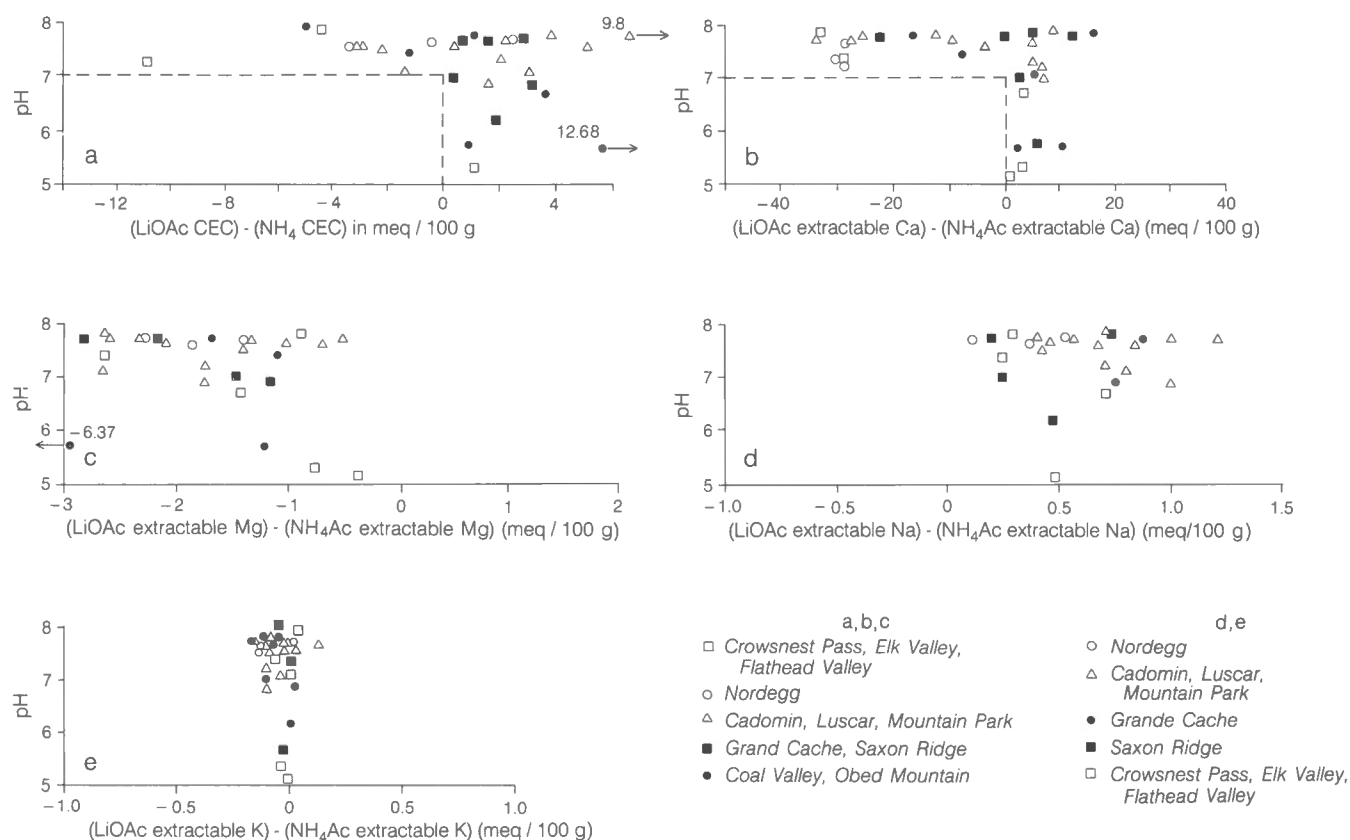 8
7
6
5
pH
a
9.8
12.68
-12
-8
-4
0
4
(LiOAc CEC) - (NH₄ CEC) in meq / 100 g
8
7
6
5
pH
b
-40
-20
0
20
40
(LiOAc extractable Ca) - (NH₄Ac extractable Ca) (meq / 100 g)
8
7
6
5
pH
-6.37
c
-3
-2
-1
0
1
2
(LiOAc extractable Mg) - (NH₄Ac extractable Mg) (meq / 100 g)
8
7
6
5
pH
d
-1.0
-0.5
0
0.5
1.0
1.5
(LiOAc extractable Na) - (NH₄Ac extractable Na) (meq/100 g)
8
7
6
5
pH
e
-1.0
-0.5
0
0.5
1.0
(LiOAc extractable K) - (NH₄Ac extractable K) (meq / 100 g)
a,b,c
Crowsnest Pass, Elk Valley,
Flathead Valley
Nordegg
Cadomin, Luscar, Mountain Park
Grand Cache, Saxon Ridge
Coal Valley, Obed Mountain
d,e
Nordegg
Cadomin, Luscar,
Mountain Park
Grande Cache
Saxon Ridge
Crowsnest Pass, Elk Valley,
Flathead Valley